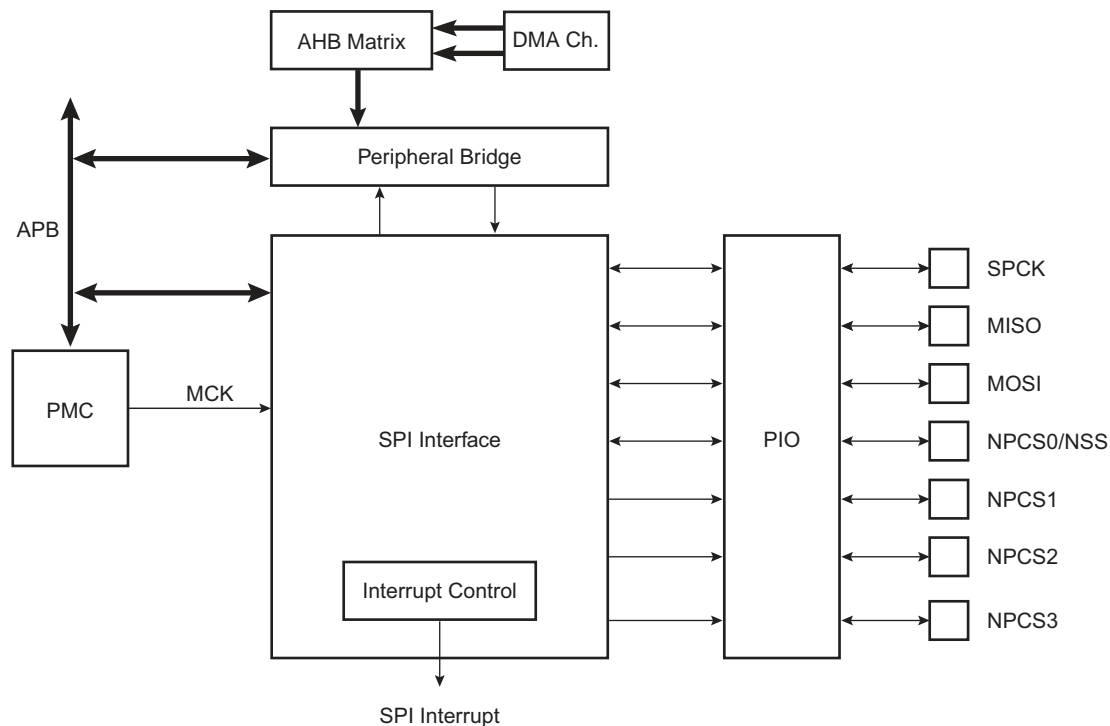 AHB Matrix
DMA Ch.
Peripheral Bridge
APB
SPCK
MISO
MOSI
MCK
PMC
SPI Interface
PIO
NPCS0/NSS
NPCS1
NPCS2
Interrupt Control
NPCS3
SPI Interrupt